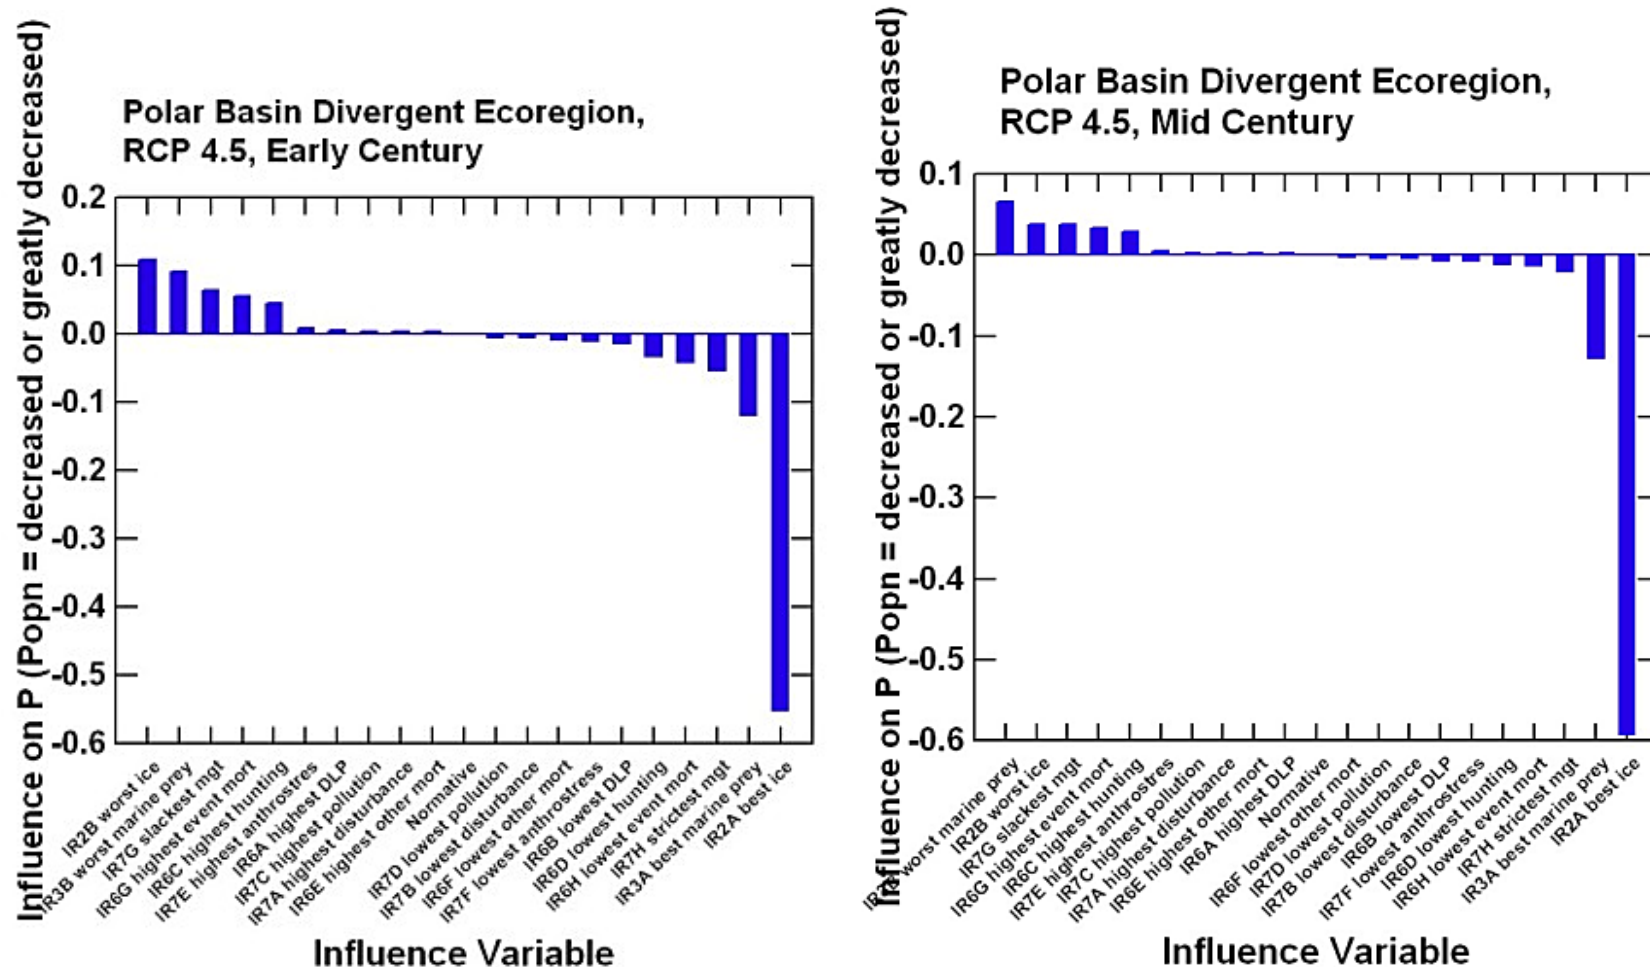 Influence on P (Popn = decreased or greatly decreased)
Polar Basin Divergent Ecoregion,
RCP 4.5, Early Century
0.2
0.1
0.0
-0.1
-0.2
-0.3
-0.4
-0.5
-0.6
IR2B worst ice
IR3B worst marine prey
IR7G slackest mgt
IR6G highest event mort
IR6C highest hunting
IR7E highest anthrostres
IR6A highest DLP
IR7C highest pollution
IR7A highest disturbance
IR6E highest other mort
Normative
IR7D lowest pollution
IR7B lowest disturbance
IR6F lowest other mort
IR7F lowest anthrostress
IR6B lowest DLP
IR6D lowest hunting
IR6H lowest event mort
IR7H strictest mgt
IR3A best marine prey
IR2A best ice
Influence Variable
Influence on P (Popn = decreased or greatly decreased)
Polar Basin Divergent Ecoregion,
RCP 4.5, Mid Century
0.1
0.0
-0.1
-0.2
-0.3
-0.4
-0.5
-0.6
worst marine prey
IR2B worst ice
IR7G slackest mgt
IR6G highest event mort
IR6C highest hunting
IR7E highest anthrostres
IR7C highest pollution
IR7A highest disturbance
IR6E highest other mort
IR6A highest DLP
Normative
IR6F lowest other mort
IR7D lowest pollution
IR7B lowest disturbance
IR6B lowest DLP
IR7F lowest anthrostress
IR6D lowest hunting
IR6H lowest event mort
IR7H strictest mgt
IR3A best marine prey
IR2A best ice
Influence Variable